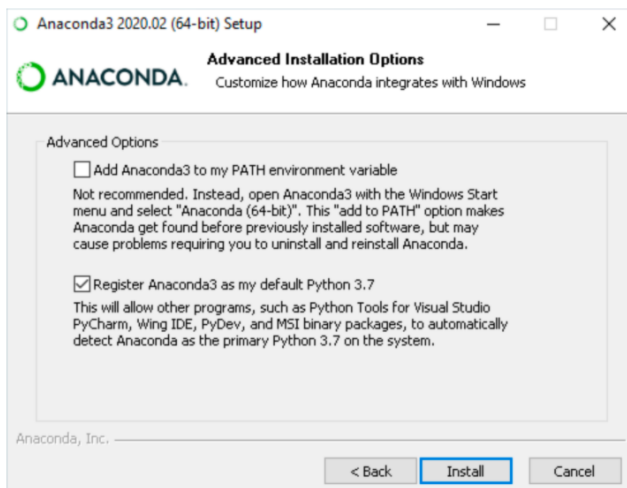 Anaconda3 2020.02 (64-bit) Setup
ANACONDA.
Advanced Installation Options
Customize how Anaconda integrates with Windows
Advanced Options
Add Anaconda3 to my PATH environment variable
Not recommended. Instead, open Anaconda3 with the Windows Start
menu and select "Anaconda (64-bit)". This "add to PATH" option makes
Anaconda get found before previously installed software, but may
cause problems requiring you to uninstall and reinstall Anaconda.
Register Anaconda3 as my default Python 3.7
This will allow other programs, such as Python Tools for Visual Studio
PyCharm, Wing IDE, PyDev, and MSI binary packages, to automatically
detect Anaconda as the primary Python 3.7 on the system.
Anaconda, Inc.
< Back
Install
Cancel